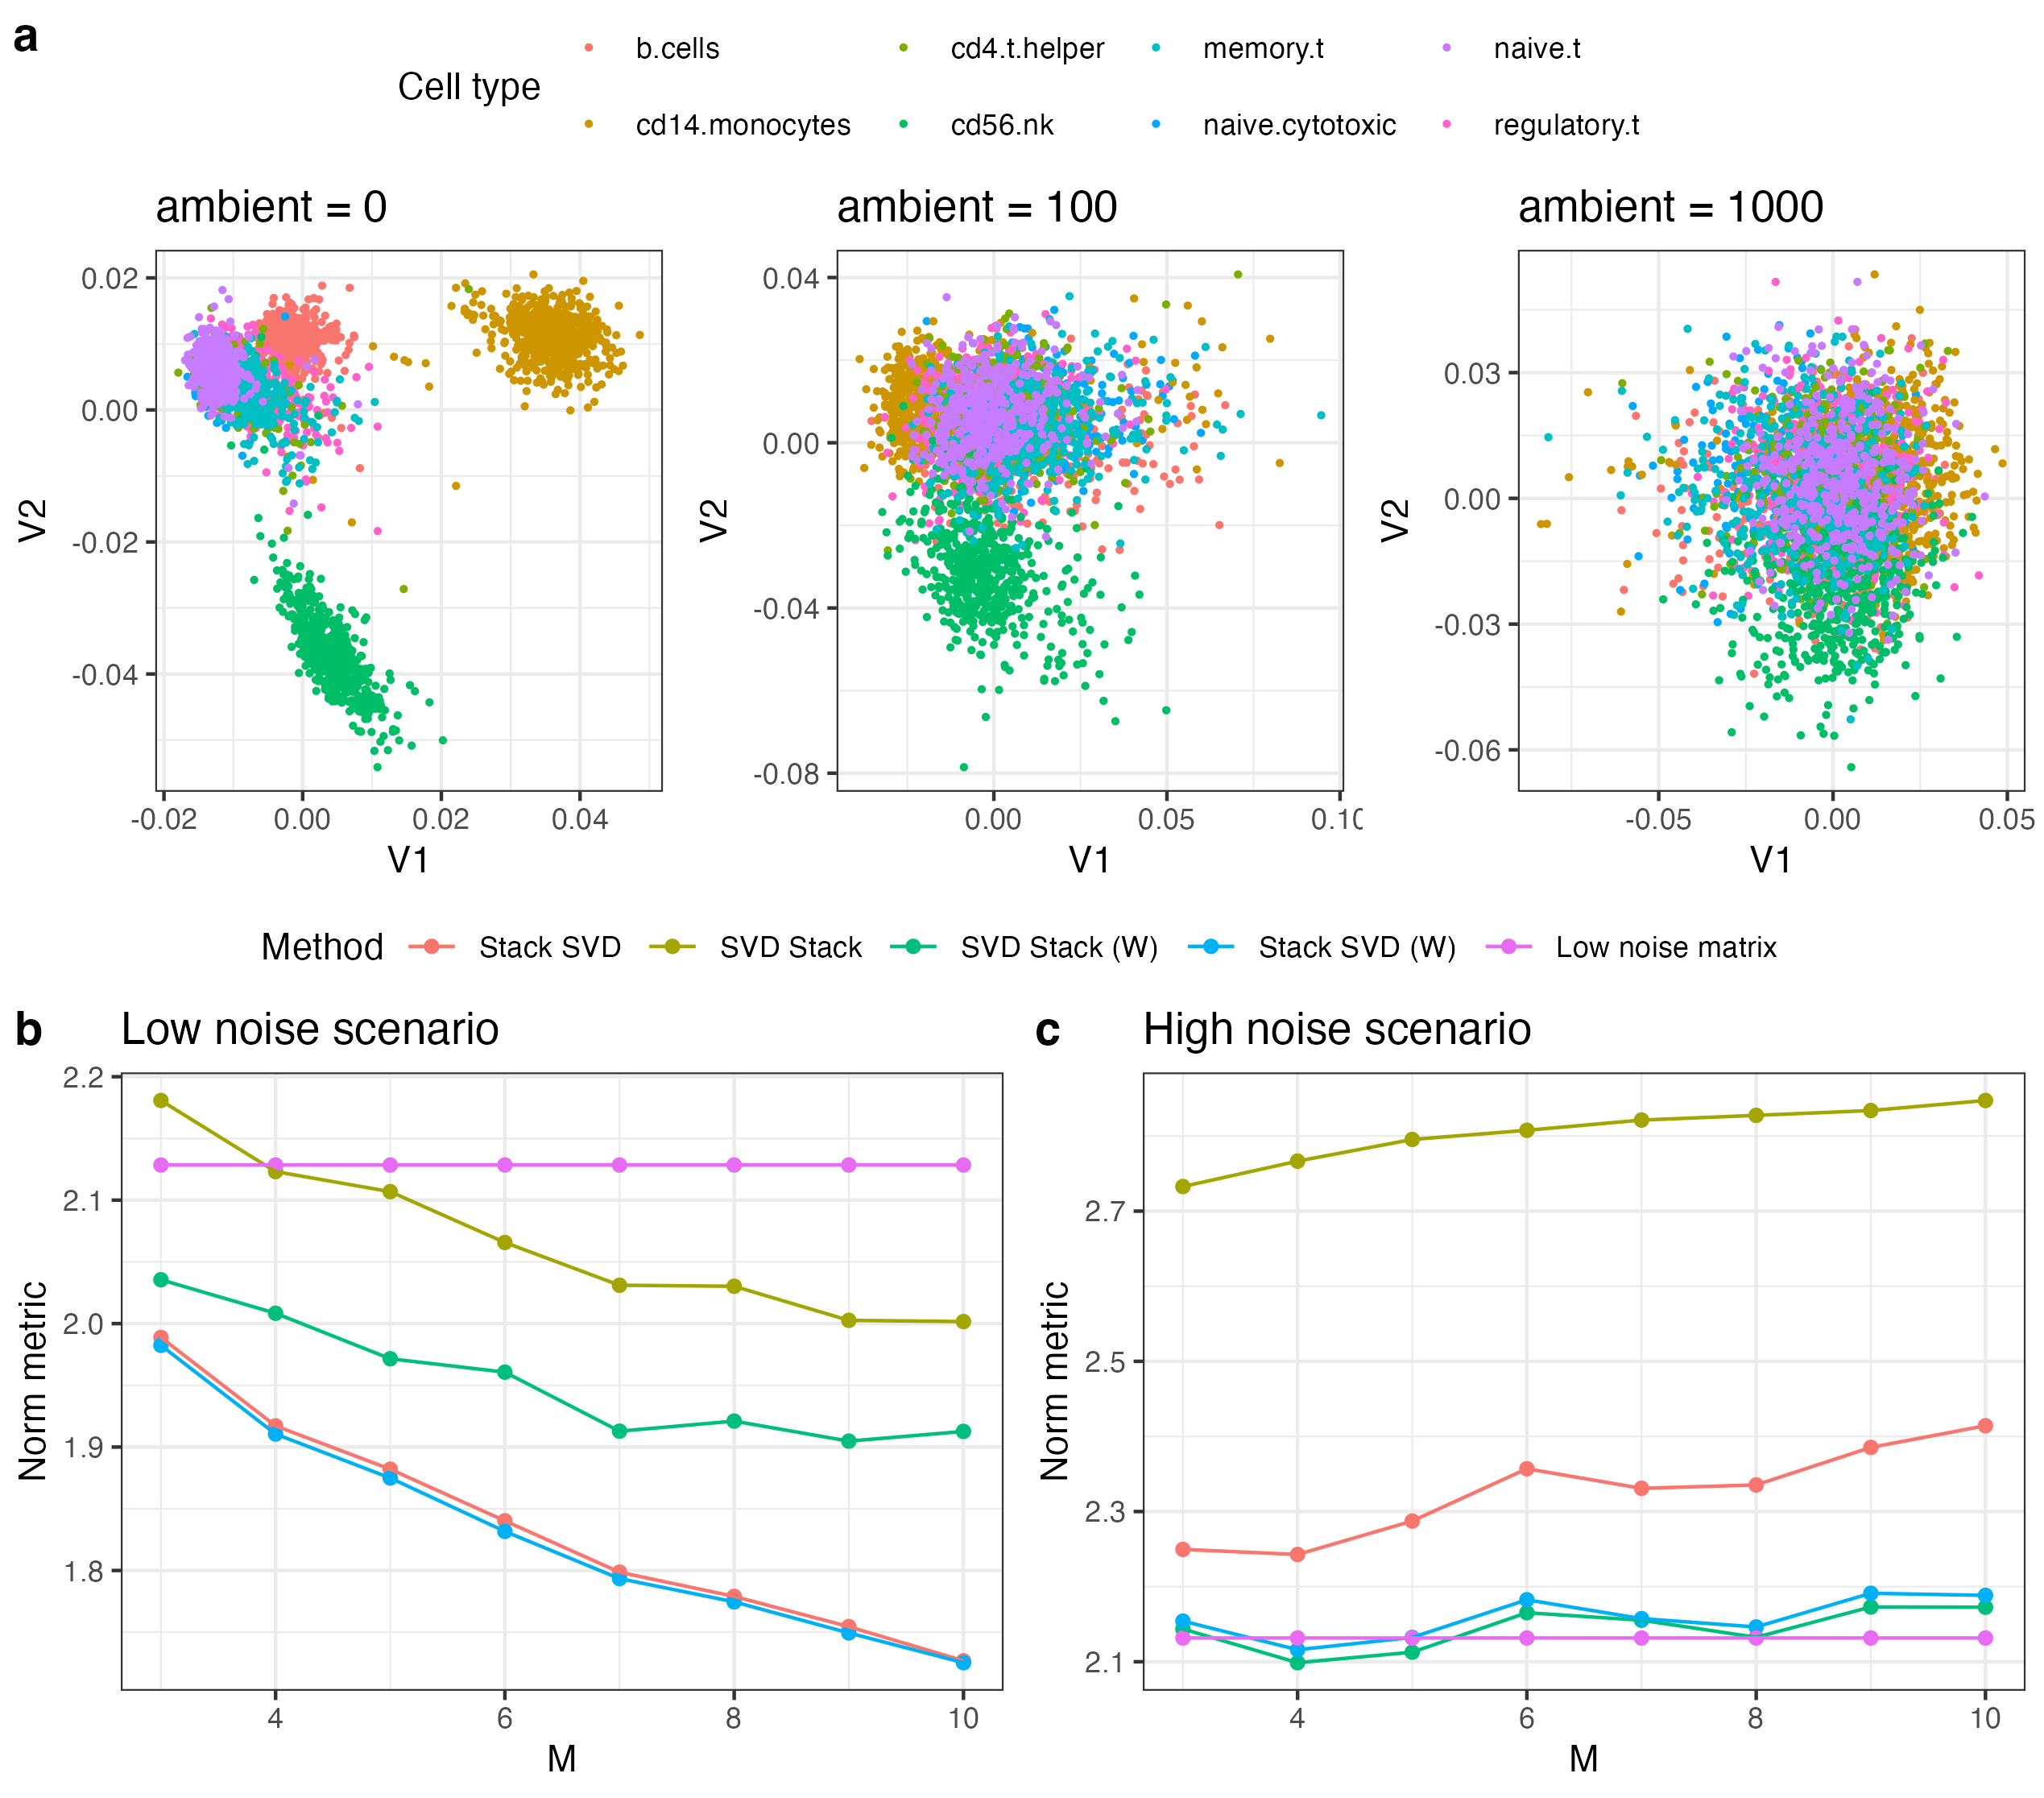 a
Cell type
b.cells cd4.t.helper memory.t naive.t
cd14.monocytes cd56.nk naive.cytotoxic regulatory.t
ambient = 0 ambient = 100 ambient = 1000
V2
0.02
0.00
-0.02
-0.04
-0.02 0.00 0.02 0.04
V1
V2
0.04
0.00
-0.04
-0.08
0.00 0.05 0.10
V1
V2
0.03
0.00
-0.03
-0.06
-0.05 0.00 0.05
V1
Method Stack SVD SVD Stack SVD Stack (W) Stack SVD (W) Low noise matrix
b Low noise scenario
Norm metric
2.2
2.1
2.0
1.9
1.8
4 6 8 10
M
c High noise scenario
Norm metric
2.7
2.5
2.3
2.1
4 6 8 10
M